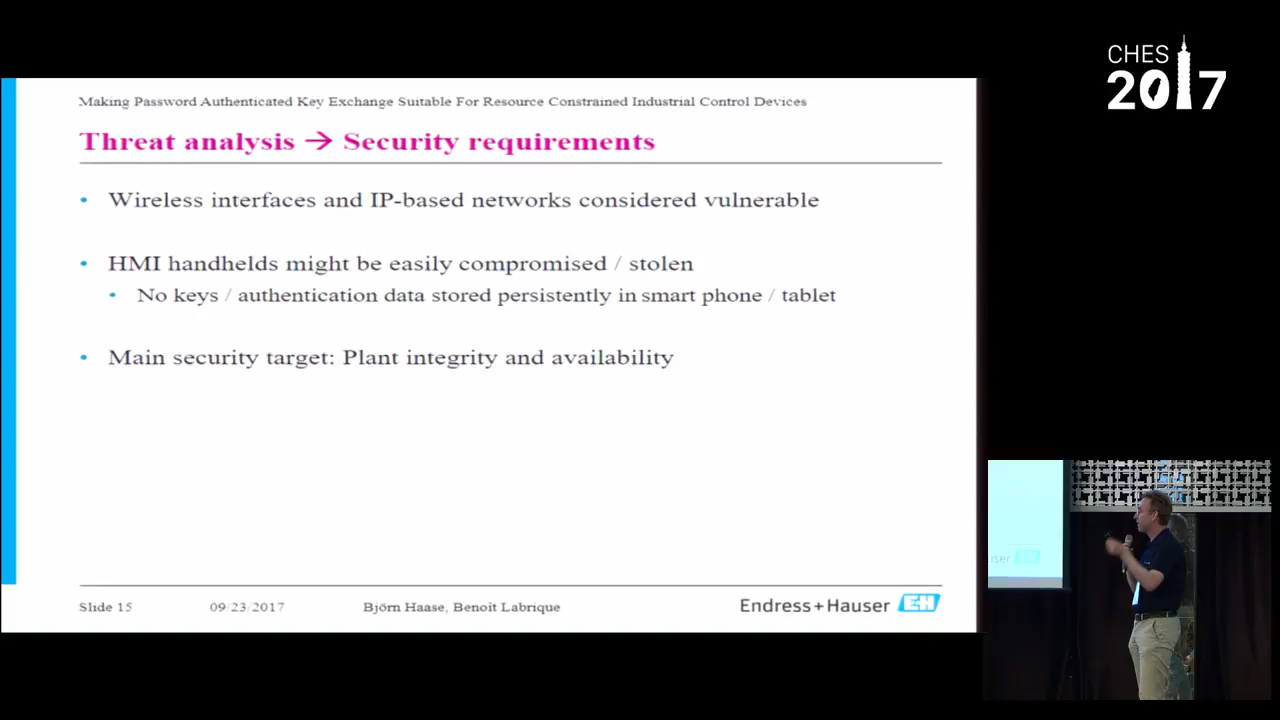 CHES
2017
Making Password Authenticated Key Exchange Suitable For Resource Constrained Industrial Control Devices
Threat analysis → Security requirements
• Wireless interfaces and IP-based networks considered vulnerable
• HMI handhelds might be easily compromised / stolen
• No keys / authentication data stored persistently in smart phone / tablet
• Main security target: Plant integrity and availability
Slide 15 09/23/2017 Björn Haase, Benoît Labrique Endress+Hauser E+H